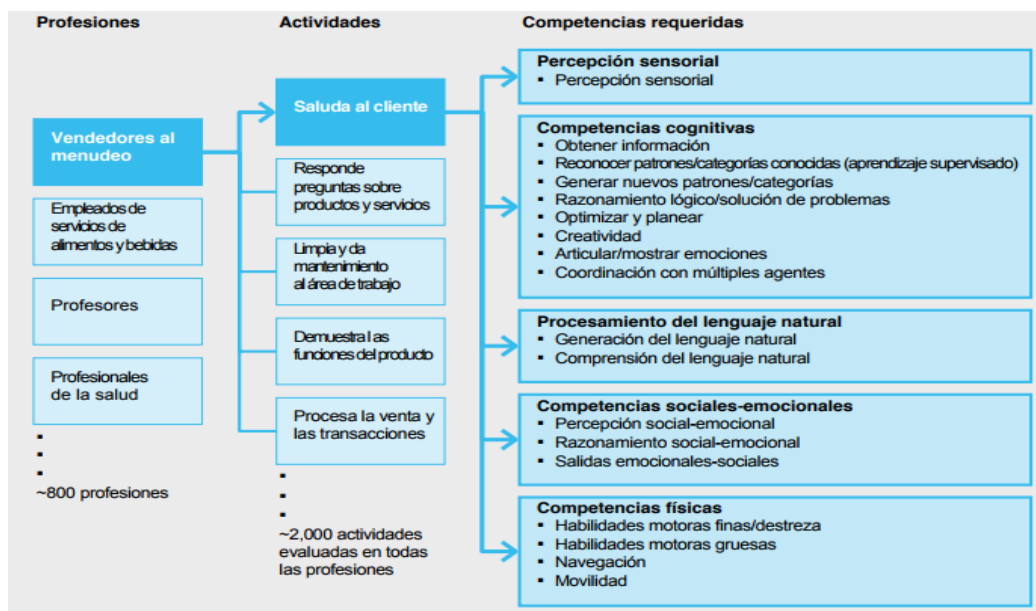 Profesiones
Actividades
Competencias requeridas
Vendedores al
menudeo
Empleados de
servicios de
alimentos y bebidas
Profesores
Profesionales
de la salud
~800 profesiones
Saluda al cliente
Responde
preguntas sobre
productos y servicios
Limpia y da
mantenimiento
al área de trabajo
Demuestra las
funciones del producto
Procesa la venta y
las transacciones
~2,000 actividades
evaluadas en todas
las profesiones
Percepción sensorial
▪ Percepción sensorial
Competencias cognitivas
▪ Obtener información
▪ Reconocer patrones/categorías conocidas (aprendizaje supervisado)
▪ Generar nuevos patrones/categorías
▪ Razonamiento lógico/solución de problemas
▪ Optimizar y planear
▪ Creatividad
▪ Articular/mostrar emociones
▪ Coordinación con múltiples agentes
Procesamiento del lenguaje natural
▪ Generación del lenguaje natural
▪ Comprensión del lenguaje natural
Competencias sociales-emocionales
▪ Percepción social-emocional
▪ Razonamiento social-emocional
▪ Salidas emocionales-sociales
Competencias físicas
▪ Habilidades motoras finas/destreza
▪ Habilidades motoras gruesas
▪ Navegación
▪ Movilidad